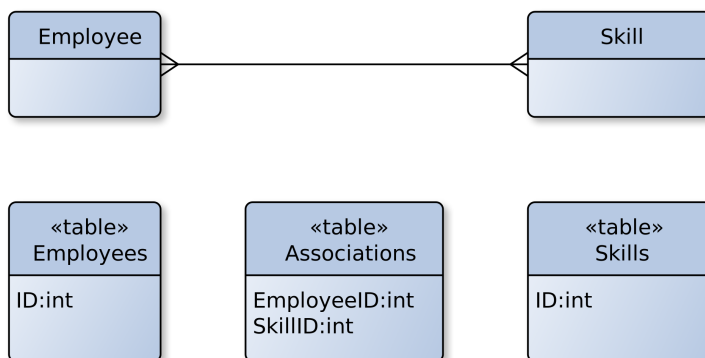 Employee
Skill
«table»
Employees
ID:int
«table»
Associations
EmployeeID:int
SkillID:int
«table»
Skills
ID:int